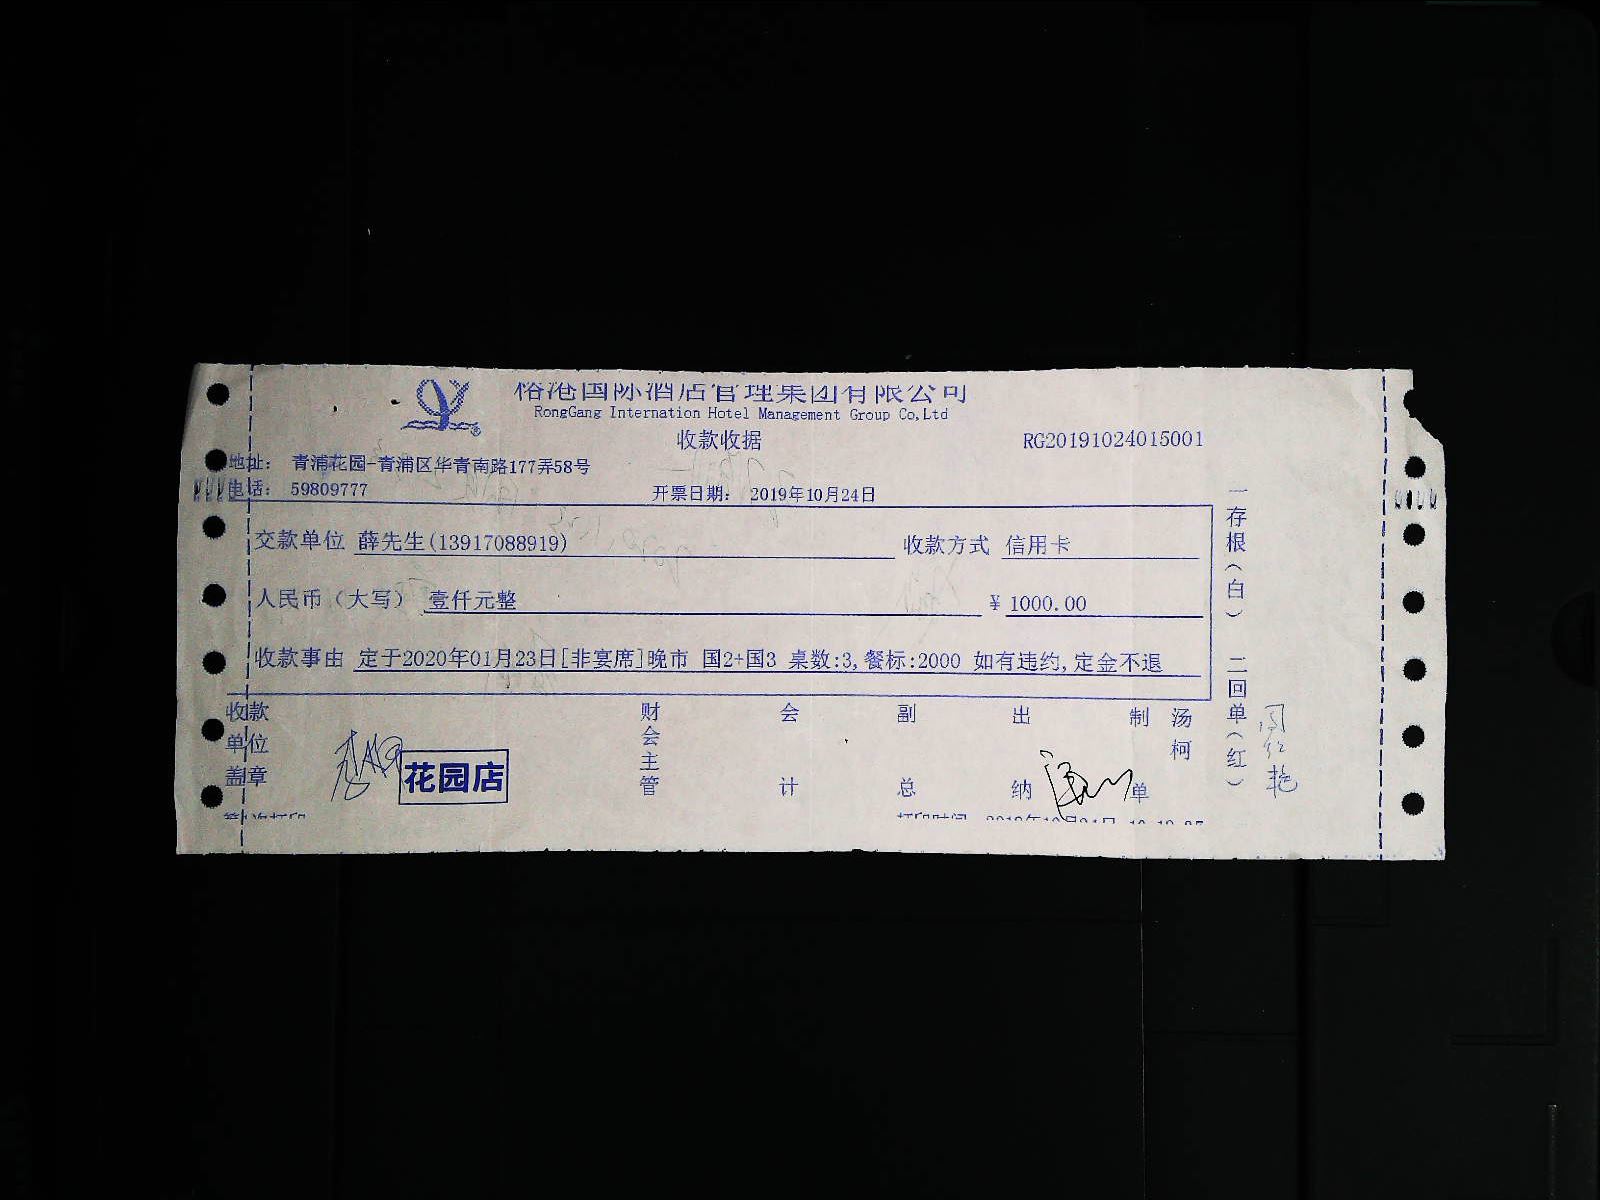 榕港国际酒店管理集团有限公司
RongGang Internation Hotel Management Group Co,Ltd
收款收据
RG20191024015001
地址： 青浦花园-青浦区华青南路177弄58号
电话： 59809777
开票日期： 2019年10月24日
交款单位 薛先生(13917088919) 收款方式 信用卡
人民币（大写） 壹仟元整 ¥ 1000.00
收款事由 定于2020年01月23日[非宴席]晚市 国2+国3 桌数:3,餐标:2000 如有违约,定金不退
收款单位盖章
花园店
财会主管
会计
副总
出纳
制单
汤柯
一存根（白） 二回单（红）